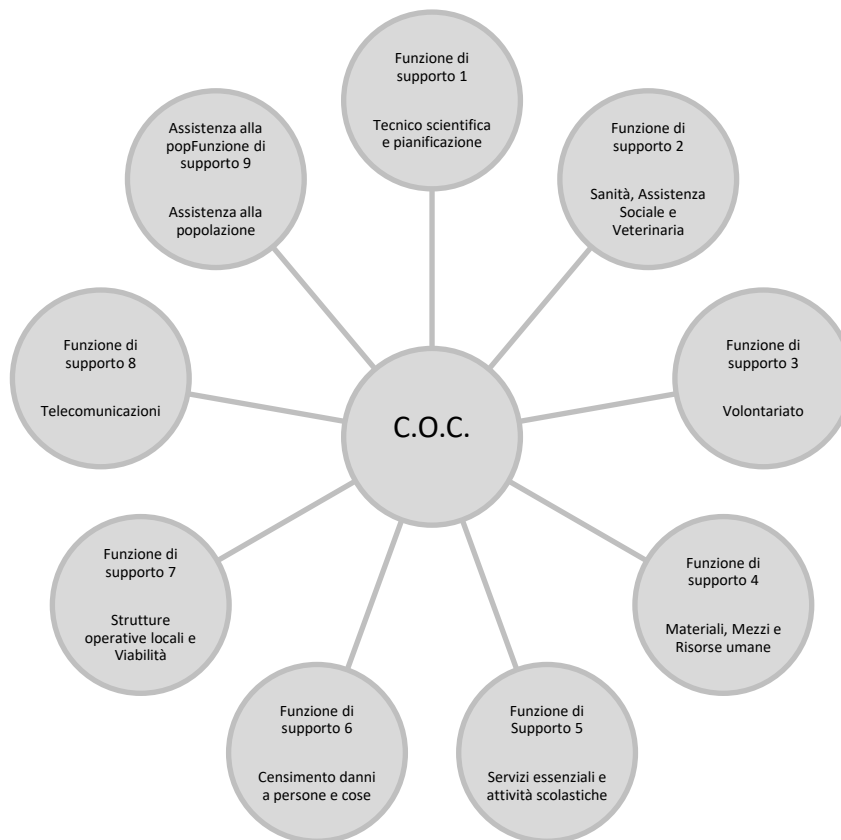 Funzione di
supporto 1
Tecnico scientifica
e pianificazione
Funzione di
supporto 2
Sanità, Assistenza
Sociale e
Veterinaria
Funzione di
supporto 3
Volontariato
Funzione di
supporto 4
Materiali, Mezzi e
Risorse umane
Funzione di
Supporto 5
Servizi essenziali e
attività scolastiche
Funzione di
supporto 6
Censimento danni
a persone e cose
Funzione di
supporto 7
Strutture
operative locali e
Viabilità
Funzione di
supporto 8
Telecomunicazioni
Assistenza alla
popFunzione di
supporto 9
Assistenza alla
popolazione
C.O.C.